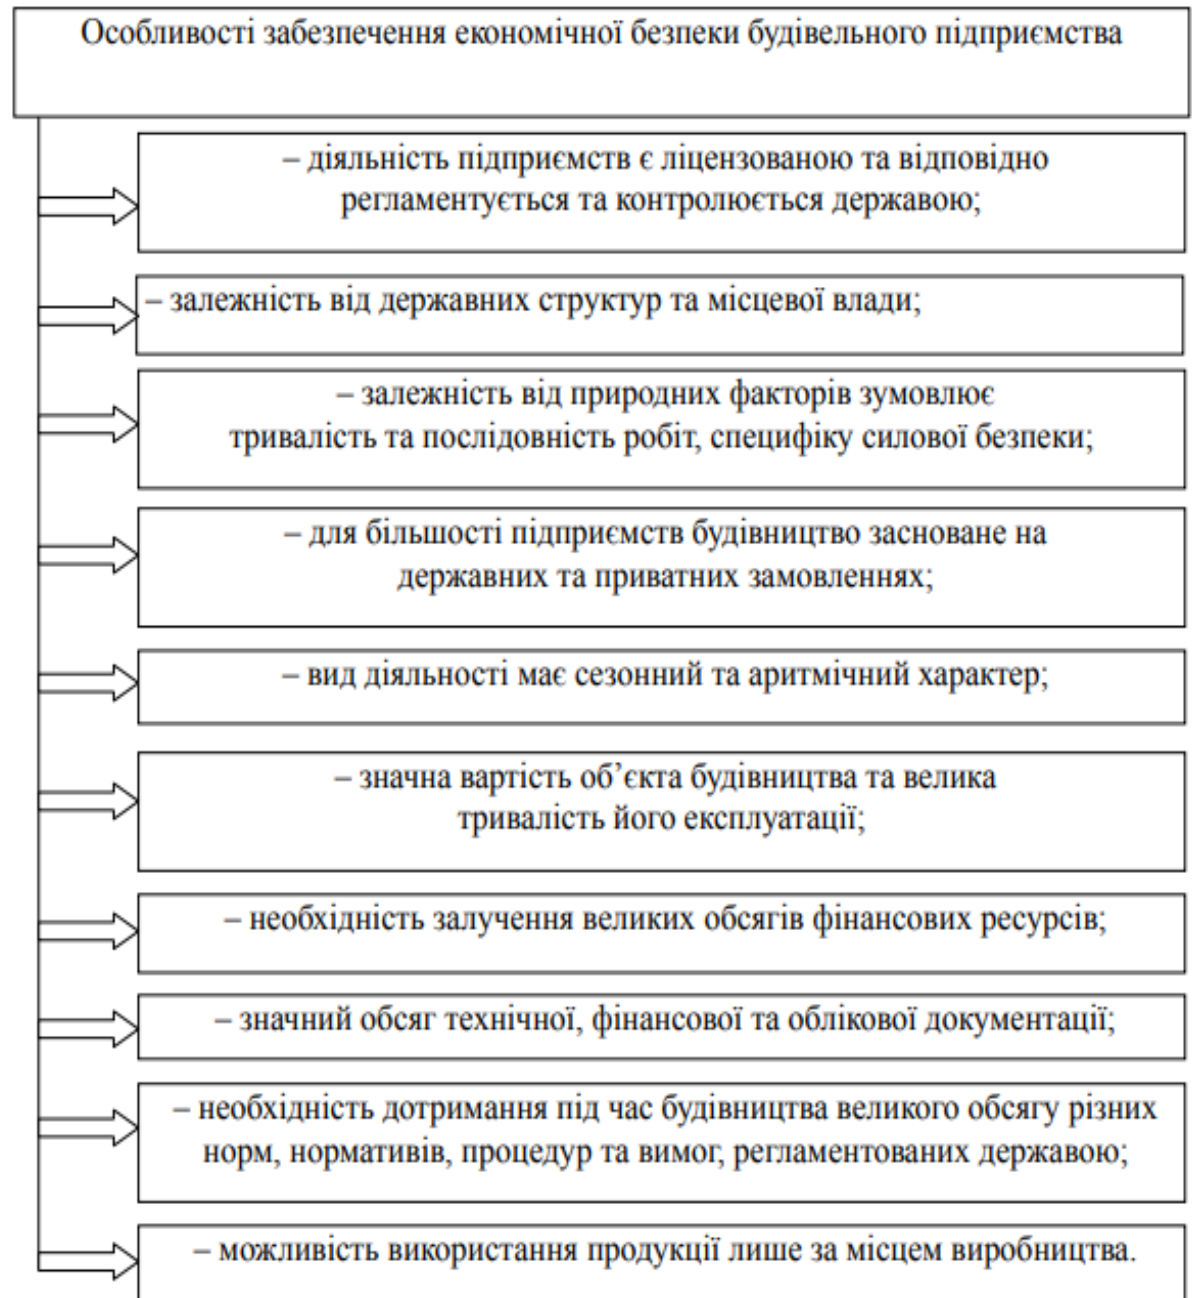 Особливості забезпечення економічної безпеки будівельного підприємства
– діяльність підприємств є ліцензованою та відповідно
регламентується та контролюється державою;
– залежність від державних структур та місцевої влади;
– залежність від природних факторів зумовлює
тривалість та послідовність робіт, специфіку силової безпеки;
– для більшості підприємств будівництво засноване на
державних та приватних замовленнях;
– вид діяльності має сезонний та аритмічний характер;
– значна вартість об’єкта будівництва та велика
тривалість його експлуатації;
– необхідність залучення великих обсягів фінансових ресурсів;
– значний обсяг технічної, фінансової та облікової документації;
– необхідність дотримання під час будівництва великого обсягу різних
норм, нормативів, процедур та вимог, регламентованих державою;
– можливість використання продукції лише за місцем виробництва.